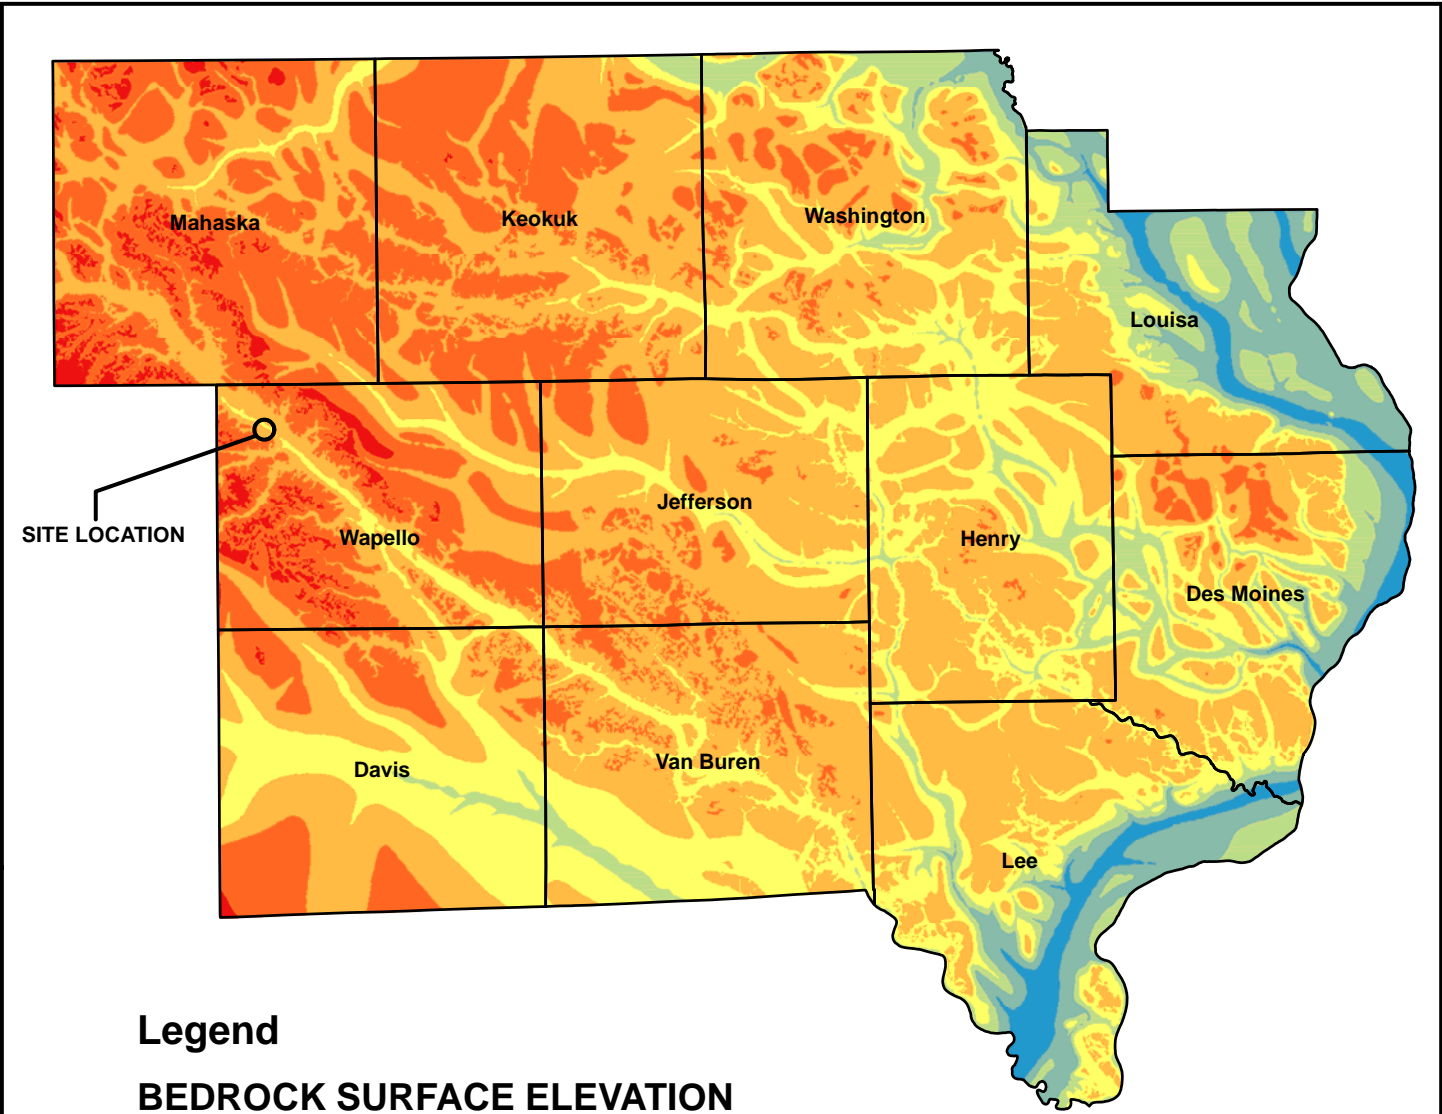 Mahaska
Keokuk
Washington
Louisa
SITE LOCATION
Wapello
Jefferson
Henry
Des Moines
Davis
Van Buren
Lee
Legend
BEDROCK SURFACE ELEVATION